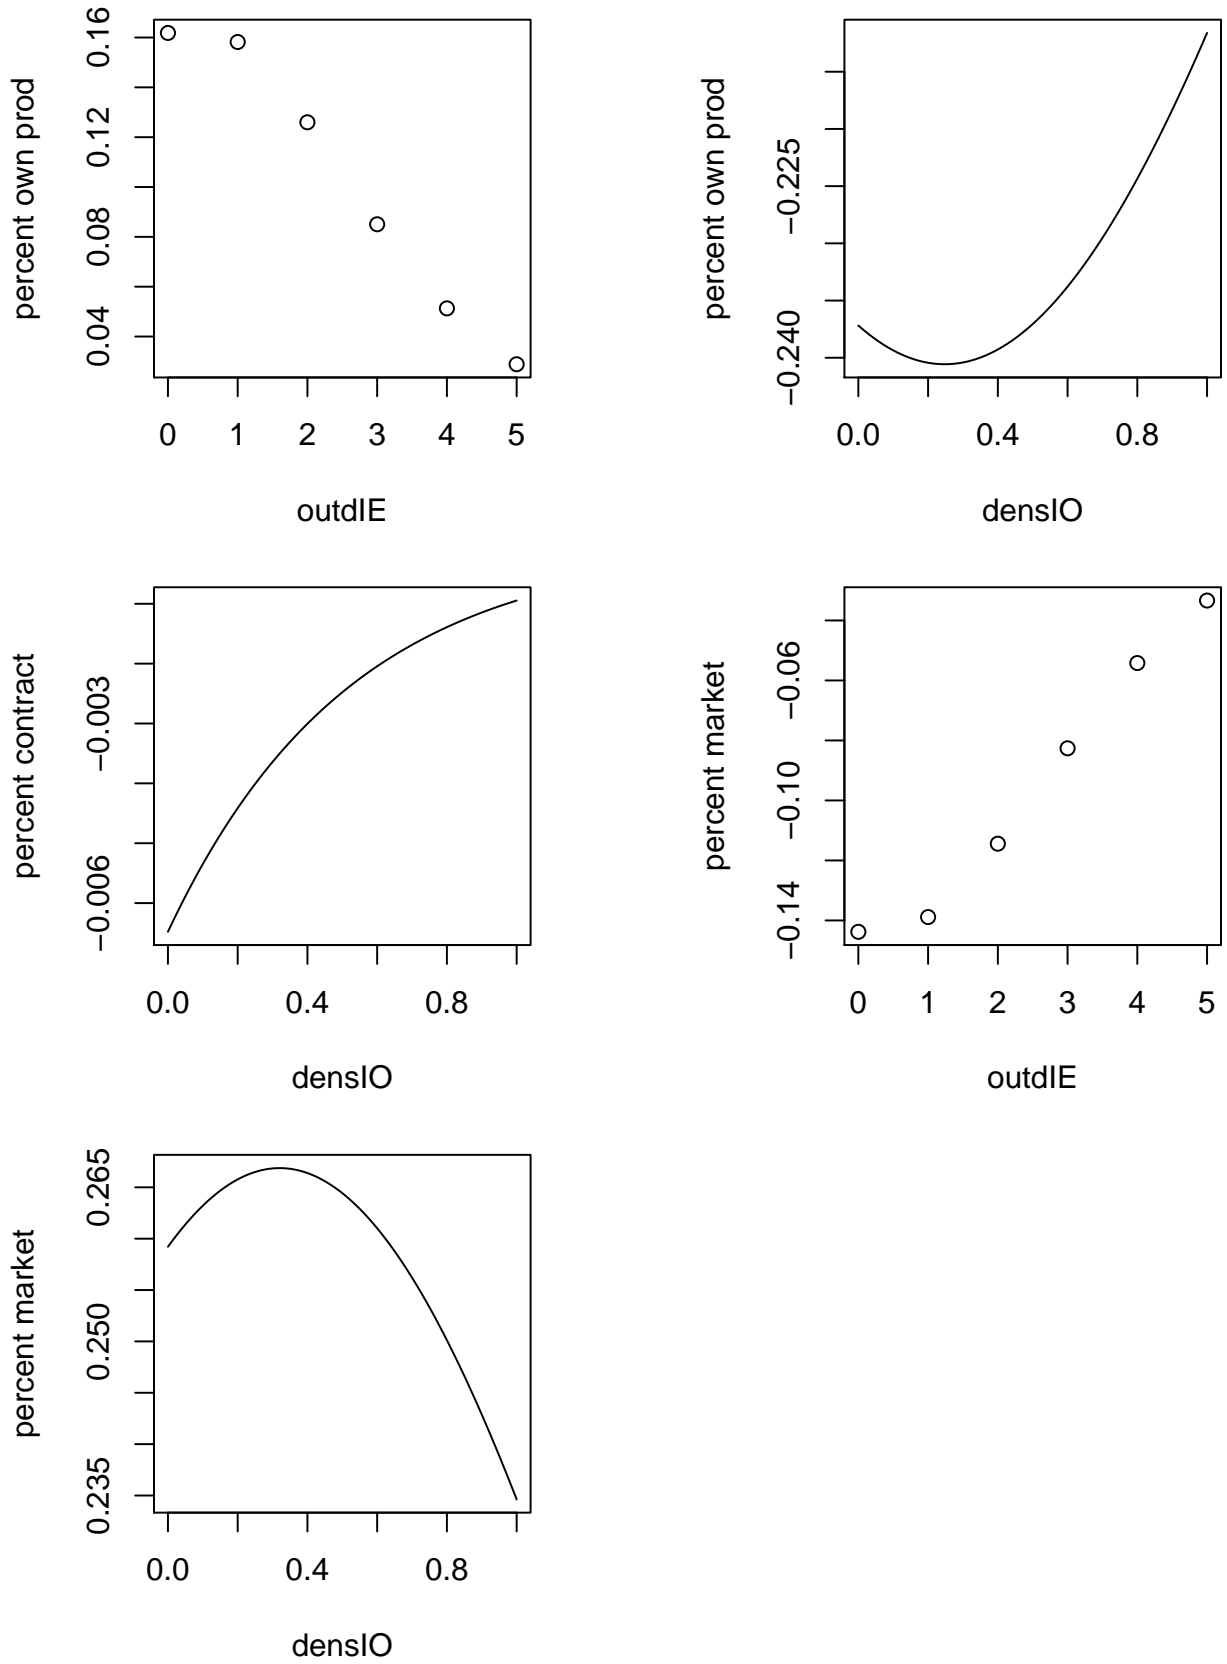 percent own prod
0.16
0.12
0.08
0.04
0 1 2 3 4 5
outdIE
percent own prod
−0.225
−0.240
0.0 0.4 0.8
densIO
percent contract
−0.003
−0.006
0.0 0.4 0.8
densIO
percent market
−0.06
−0.10
−0.14
0 1 2 3 4 5
outdIE
percent market
0.265
0.250
0.235
0.0 0.4 0.8
densIO